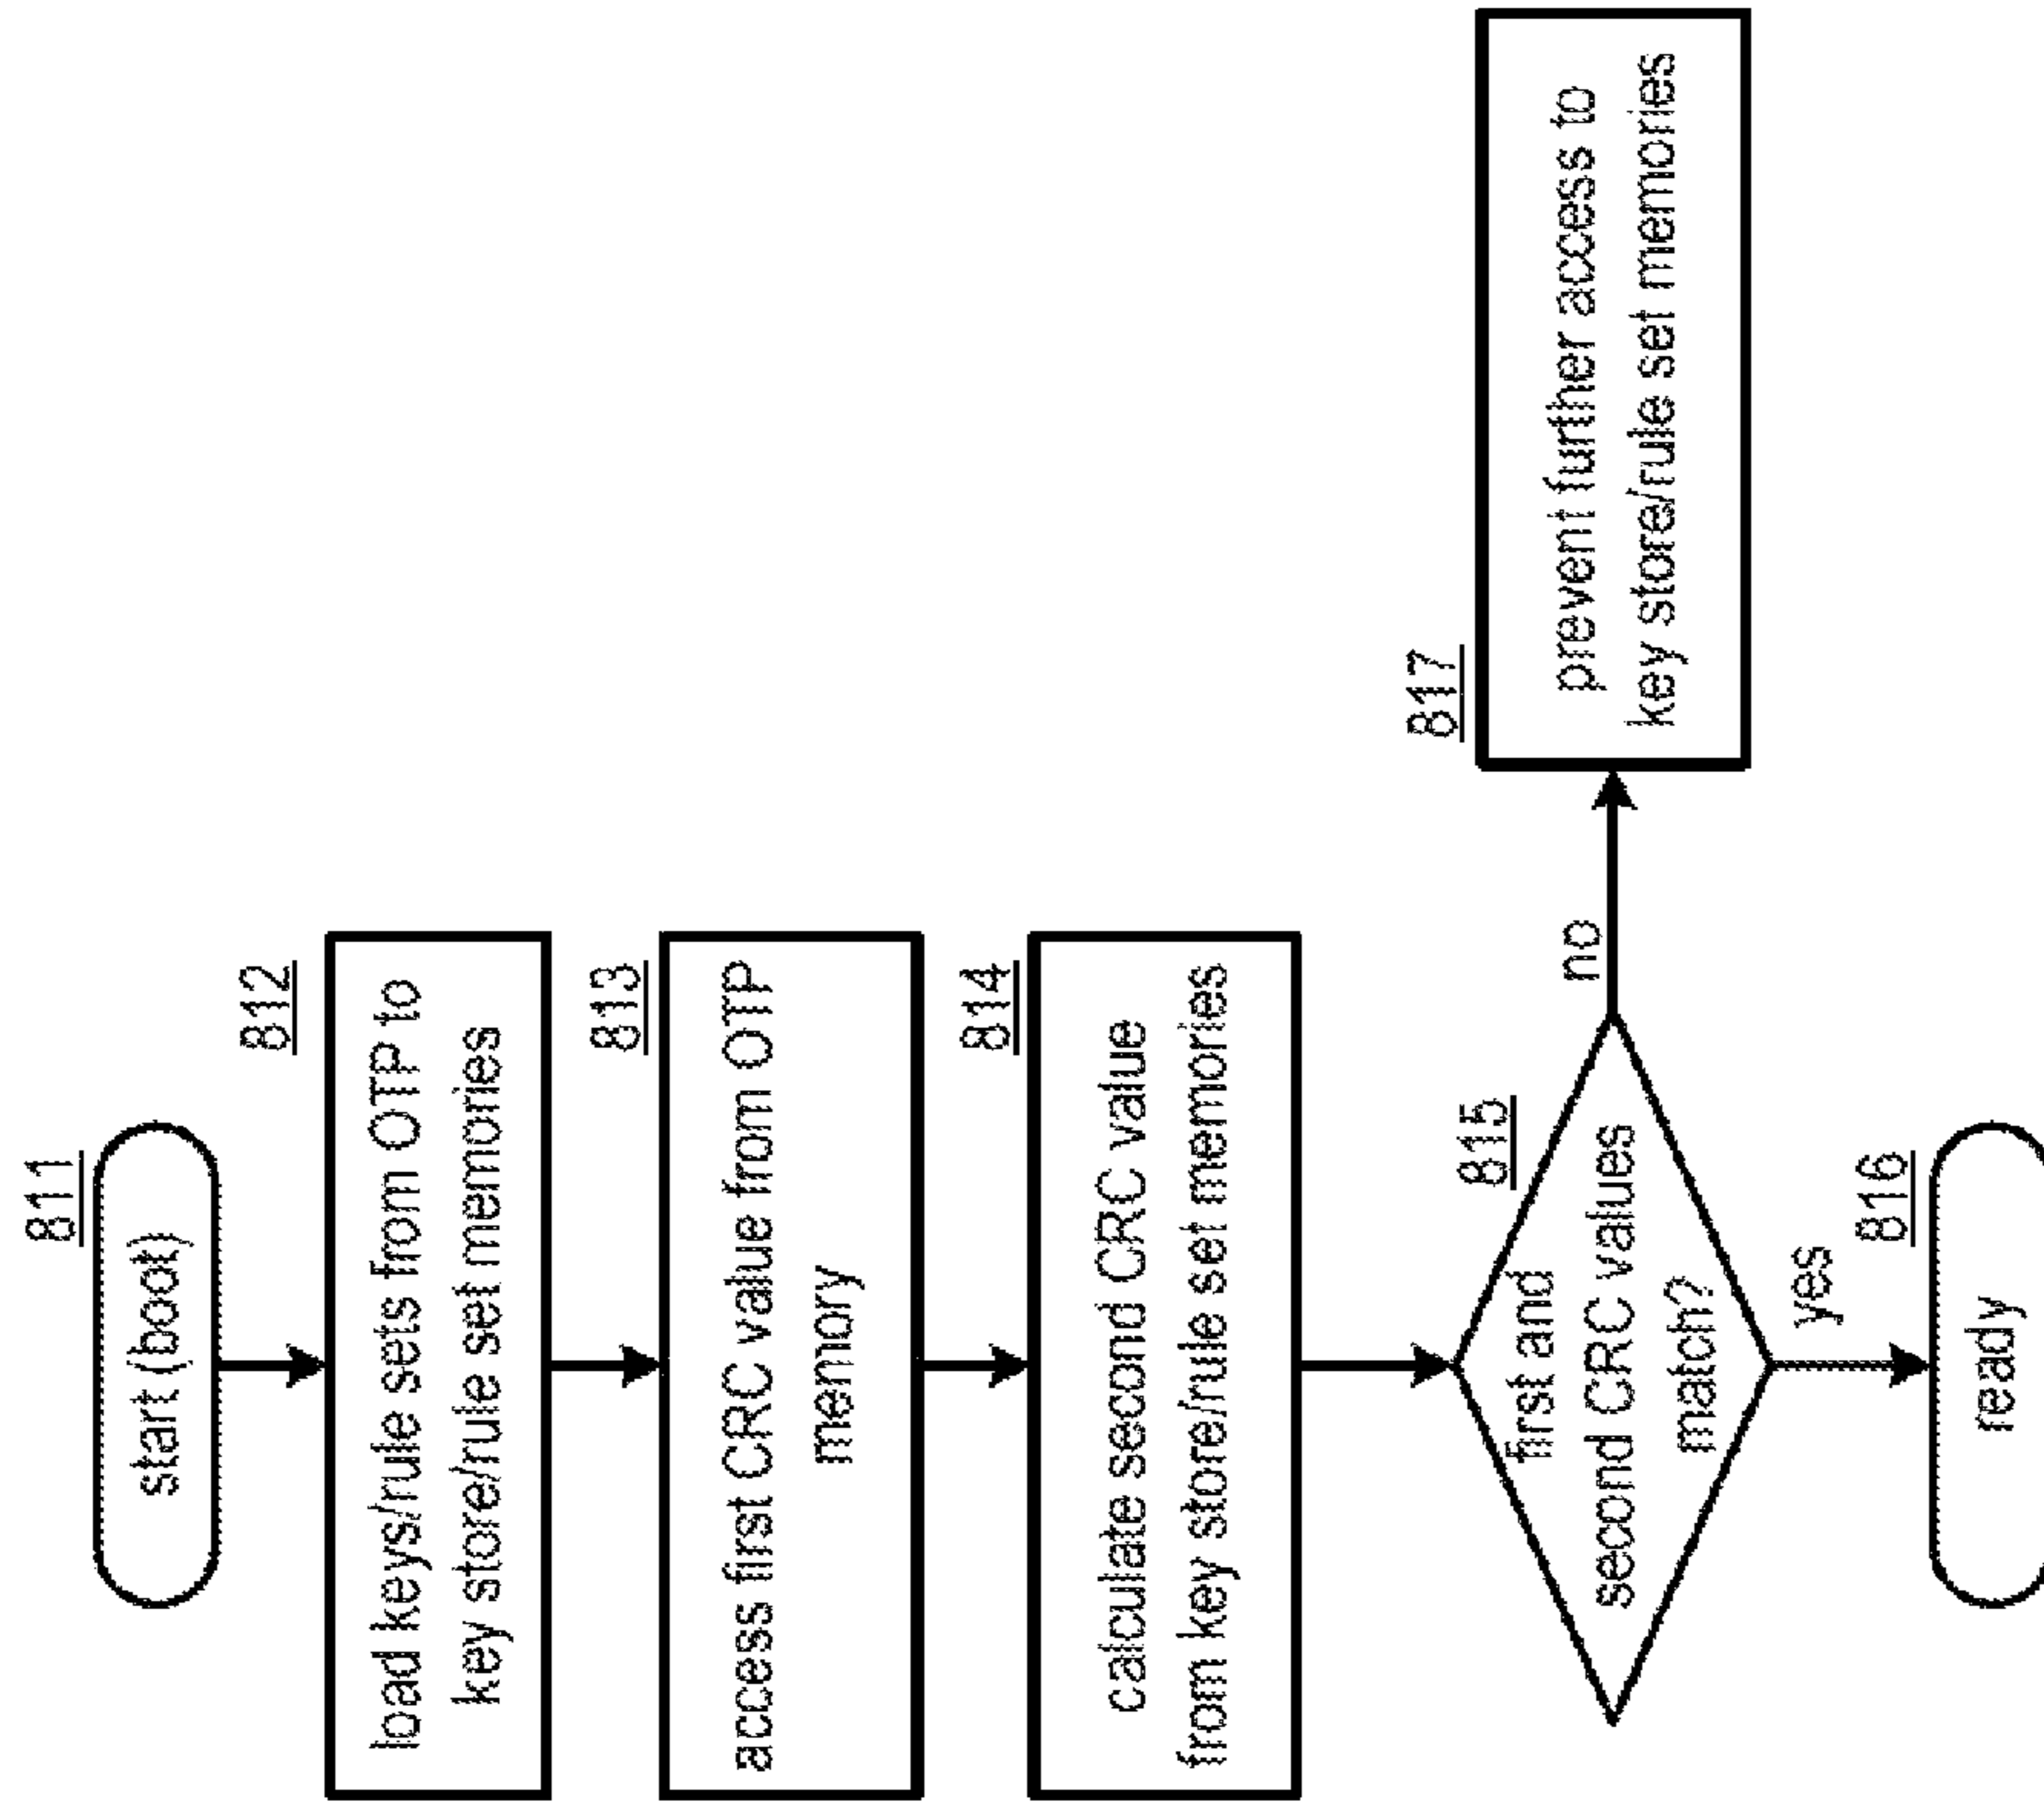 811
start (boot)
812
load keys/rule sets from OTP to
key store/rule set memories
813
access first CRC value from OTP
memory
814
calculate second CRC value
from key store/rule set memories
815
first and
second CRC values
match?
no
817
prevent further access to
key store/rule set memories
yes
816
ready